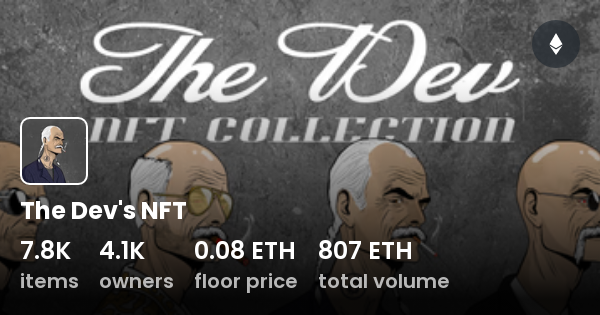 The Dev
NFT COLLECTION
The Dev's NFT
7.8K 4.1K 0.08 ETH 807 ETH
items owners floor price total volume